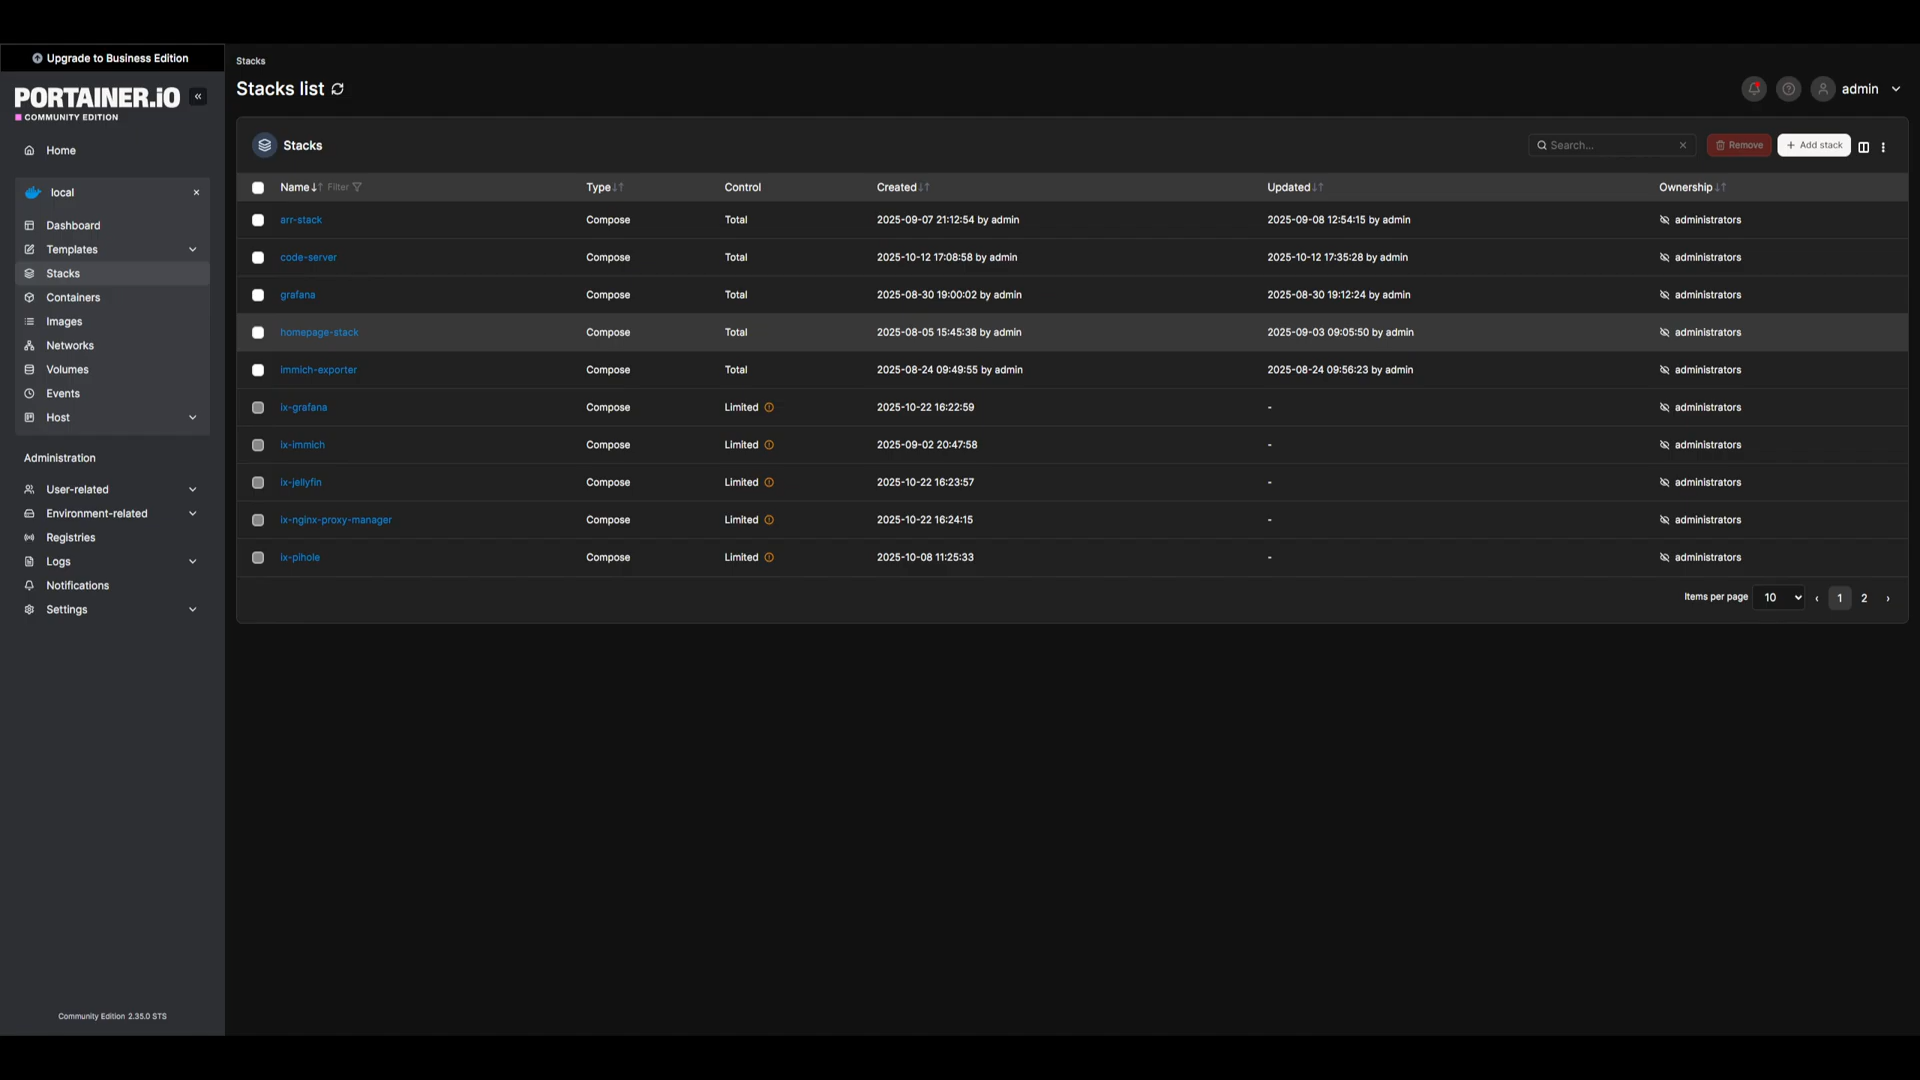 Upgrade to Business Edition
PORTAINER.iO
COMMUNITY EDITION
Home
local
Dashboard
Templates
Stacks
Containers
Images
Networks
Volumes
Events
Host
Administration
User-related
Environment-related
Registries
Logs
Notifications
Settings
Community Edition 2.35.0 STS
Stacks
Stacks list
admin
Stacks
Search...
Remove
Add stack
Name Filter Type Control Created Updated Ownership
arr-stack Compose Total 2025-09-07 21:12:54 by admin 2025-09-08 12:54:15 by admin administrators
code-server Compose Total 2025-10-12 17:08:58 by admin 2025-10-12 17:35:28 by admin administrators
grafana Compose Total 2025-08-30 19:00:02 by admin 2025-08-30 19:12:24 by admin administrators
homepage-stack Compose Total 2025-08-05 15:45:38 by admin 2025-09-03 09:05:50 by admin administrators
immich-exporter Compose Total 2025-08-24 09:49:55 by admin 2025-08-24 09:56:23 by admin administrators
ix-grafana Compose Limited 2025-10-22 16:22:59 - administrators
ix-immich Compose Limited 2025-09-02 20:47:58 - administrators
ix-jellyfin Compose Limited 2025-10-22 16:23:57 - administrators
ix-nginx-proxy-manager Compose Limited 2025-10-22 16:24:15 - administrators
ix-pihole Compose Limited 2025-10-08 11:25:33 - administrators
Items per page 10 ‹ 1 2 ›